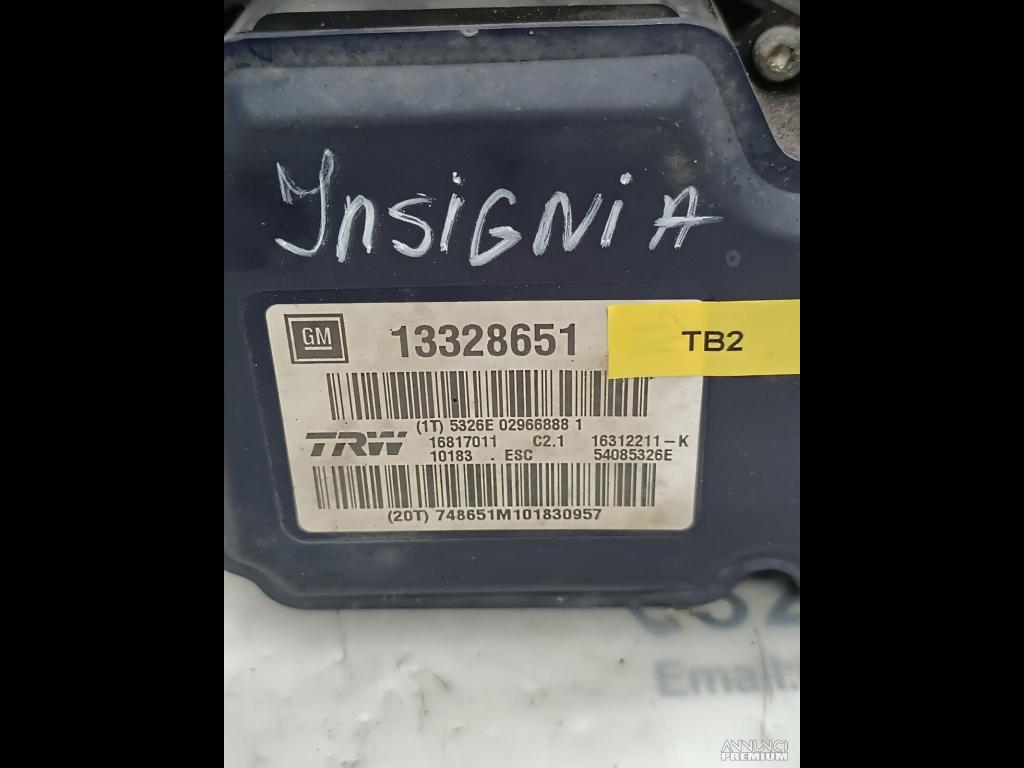 INSIGNIA
GM 13328651 TB2
(1T) 5326E 02966888 1
TRW 16817011 C2.1 16312211-K
10183 . ESC 54085326E
(20T) 748651M101830957
Email:
ANNUNCI
PREMIUM